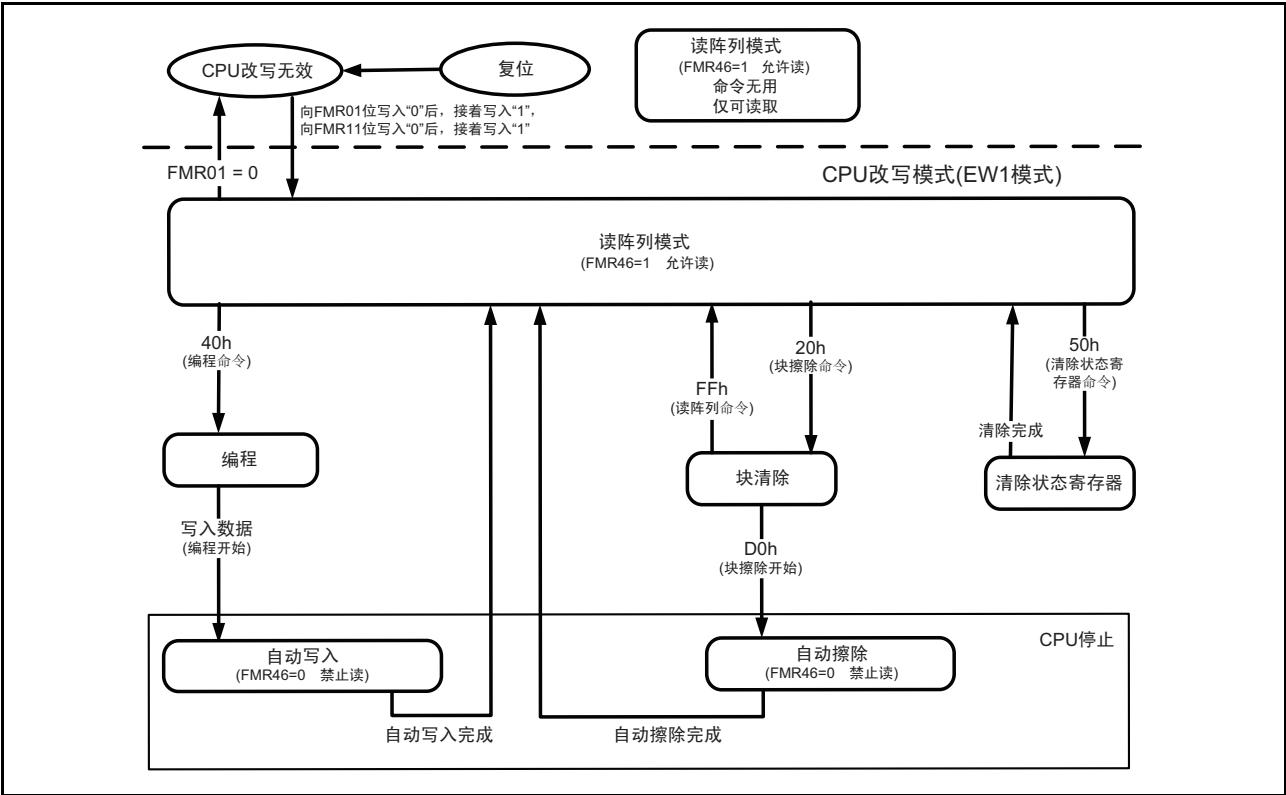 CPU改写无效
复位
读阵列模式
(FMR46=1 允许读)
命令无用
仅可读取
向FMR01位写入“0”后，接着写入“1”，
向FMR11位写入“0”后，接着写入“1”
FMR01 = 0
CPU改写模式(EW1模式)
读阵列模式
(FMR46=1 允许读)
40h
(编程命令)
FFh
(读阵列命令)
20h
(块擦除命令)
50h
(清除状态寄
存器命令)
清除完成
编程
块清除
清除状态寄存器
写入数据
(编程开始)
D0h
(块擦除开始)
CPU停止
自动写入
(FMR46=0 禁止读)
自动擦除
(FMR46=0 禁止读)
自动写入完成
自动擦除完成